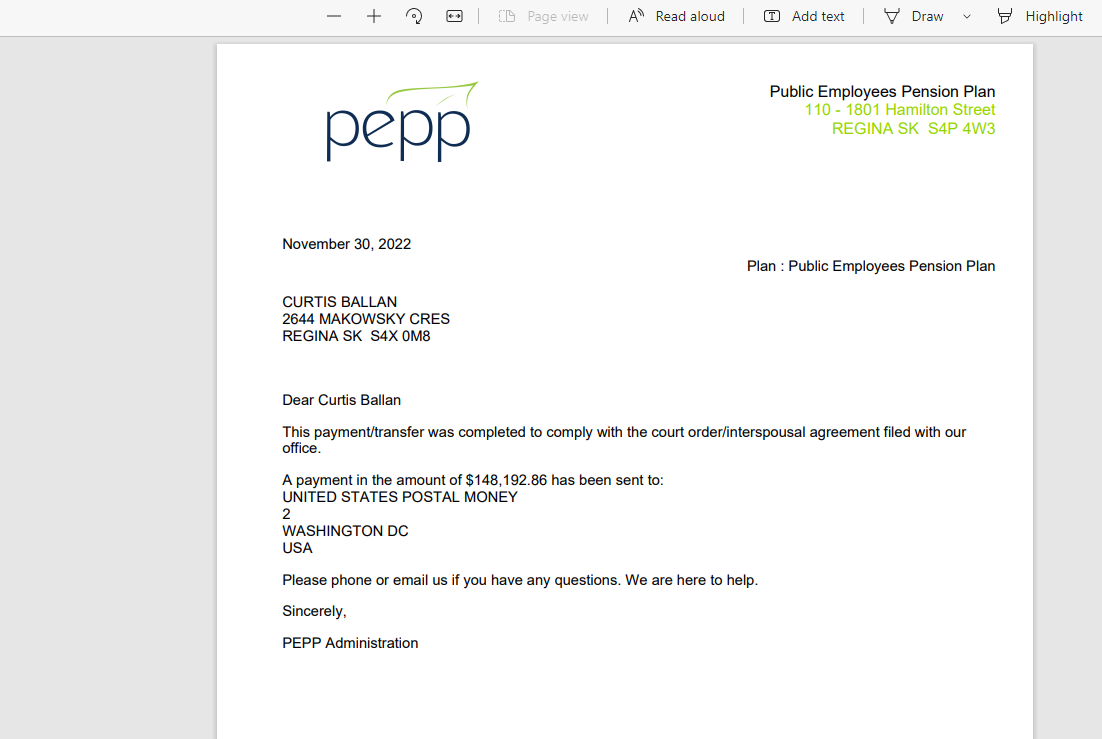 Page view
Read aloud
Add text
Draw
Highlight
pepp
Public Employees Pension Plan
110 - 1801 Hamilton Street
REGINA SK S4P 4W3
November 30, 2022
Plan : Public Employees Pension Plan
CURTIS BALLAN
2644 MAKOWSKY CRES
REGINA SK S4X 0M8
Dear Curtis Ballan
This payment/transfer was completed to comply with the court order/interspousal agreement filed with our
office.
A payment in the amount of $148,192.86 has been sent to:
UNITED STATES POSTAL MONEY
2
WASHINGTON DC
USA
Please phone or email us if you have any questions. We are here to help.
Sincerely,
PEPP Administration